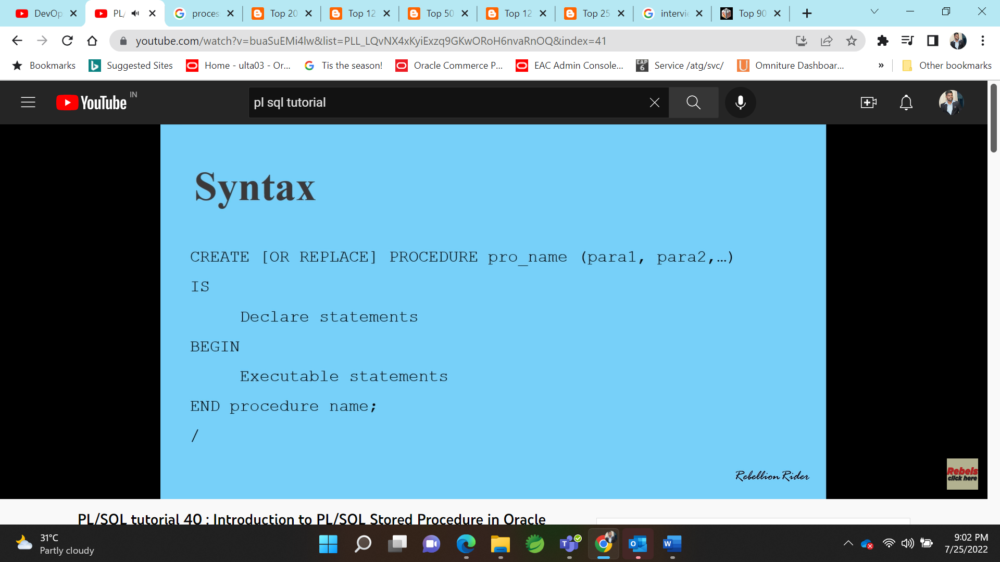 DevOp
PL/
proces
Top 20
Top 12
Top 50
Top 12
Top 25
intervie
Top 90
youtube.com/watch?v=buaSuEMi4lw&list=PLL_LQvNX4xKyiExzq9GKwORoH6nvaRnOQ&index=41
Bookmarks
Suggested Sites
Home - ulta03 - Or...
Tis the season!
Oracle Commerce P...
EAC Admin Console...
EAP
6
Service /atg/svc/
Omniture Dashboar...
»
Other bookmarks
YouTube IN
pl sql tutorial
Syntax
CREATE [OR REPLACE] PROCEDURE pro_name (para1, para2,…)
IS
Declare statements
BEGIN
Executable statements
END procedure name;
/
Rebellion Rider
Rebels
click here
PL/SQL tutorial 40 : Introduction to PL/SQL Stored Procedure in Oracle
31°C
Partly cloudy
9:02 PM
7/25/2022